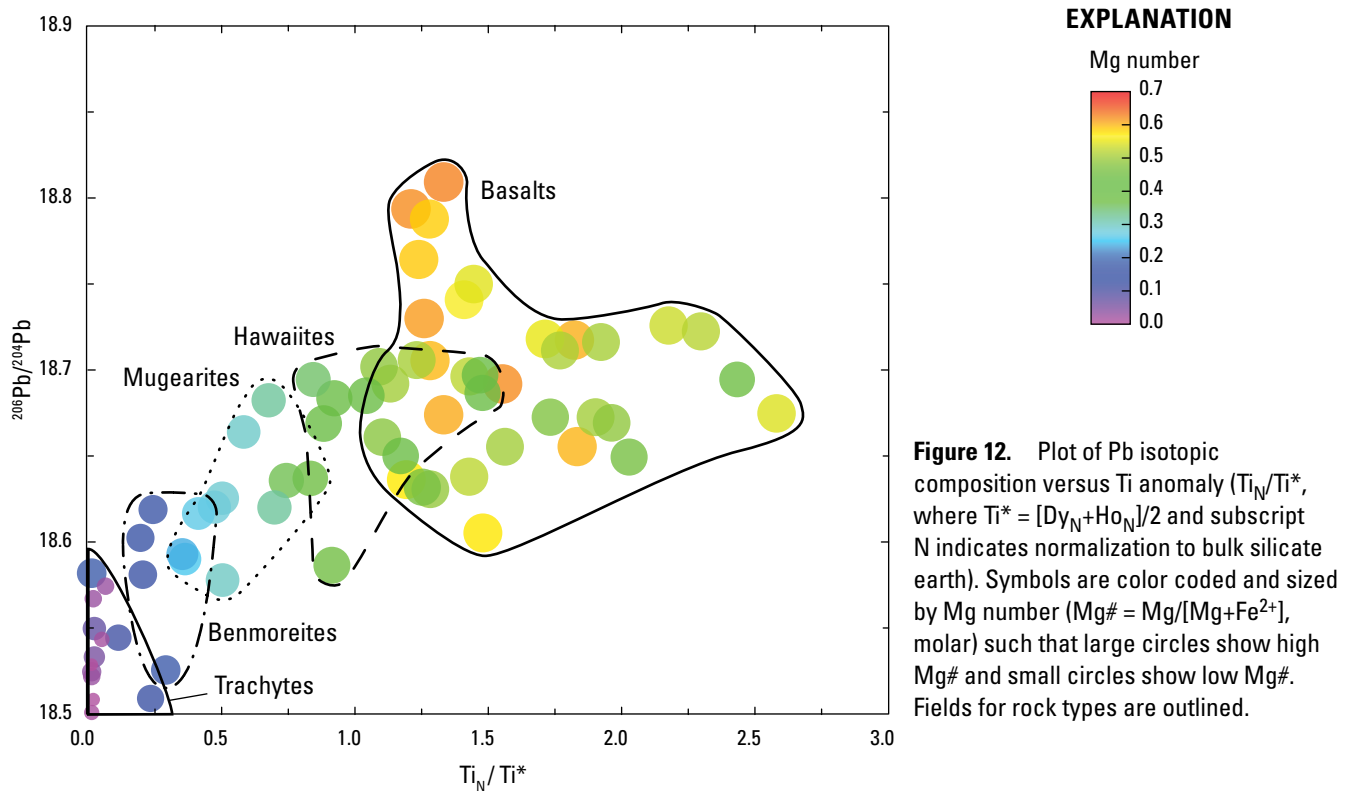 18.9
18.8
18.7
18.6
18.5
²⁰⁶Pb/²⁰⁴Pb
Basalts
Hawaiites
Mugearites
Benmoreites
Trachytes
0.0 0.5 1.0 1.5 2.0 2.5 3.0
Ti_N / Ti*
EXPLANATION
Mg number
0.7
0.6
0.5
0.4
0.3
0.2
0.1
0.0
Figure 12. Plot of Pb isotopic
composition versus Ti anomaly (Ti_N/Ti*,
where Ti* = [Dy_N+Ho_N]/2 and subscript
N indicates normalization to bulk silicate
earth). Symbols are color coded and sized
by Mg number (Mg# = Mg/[Mg+Fe²⁺],
molar) such that large circles show high
Mg# and small circles show low Mg#.
Fields for rock types are outlined.